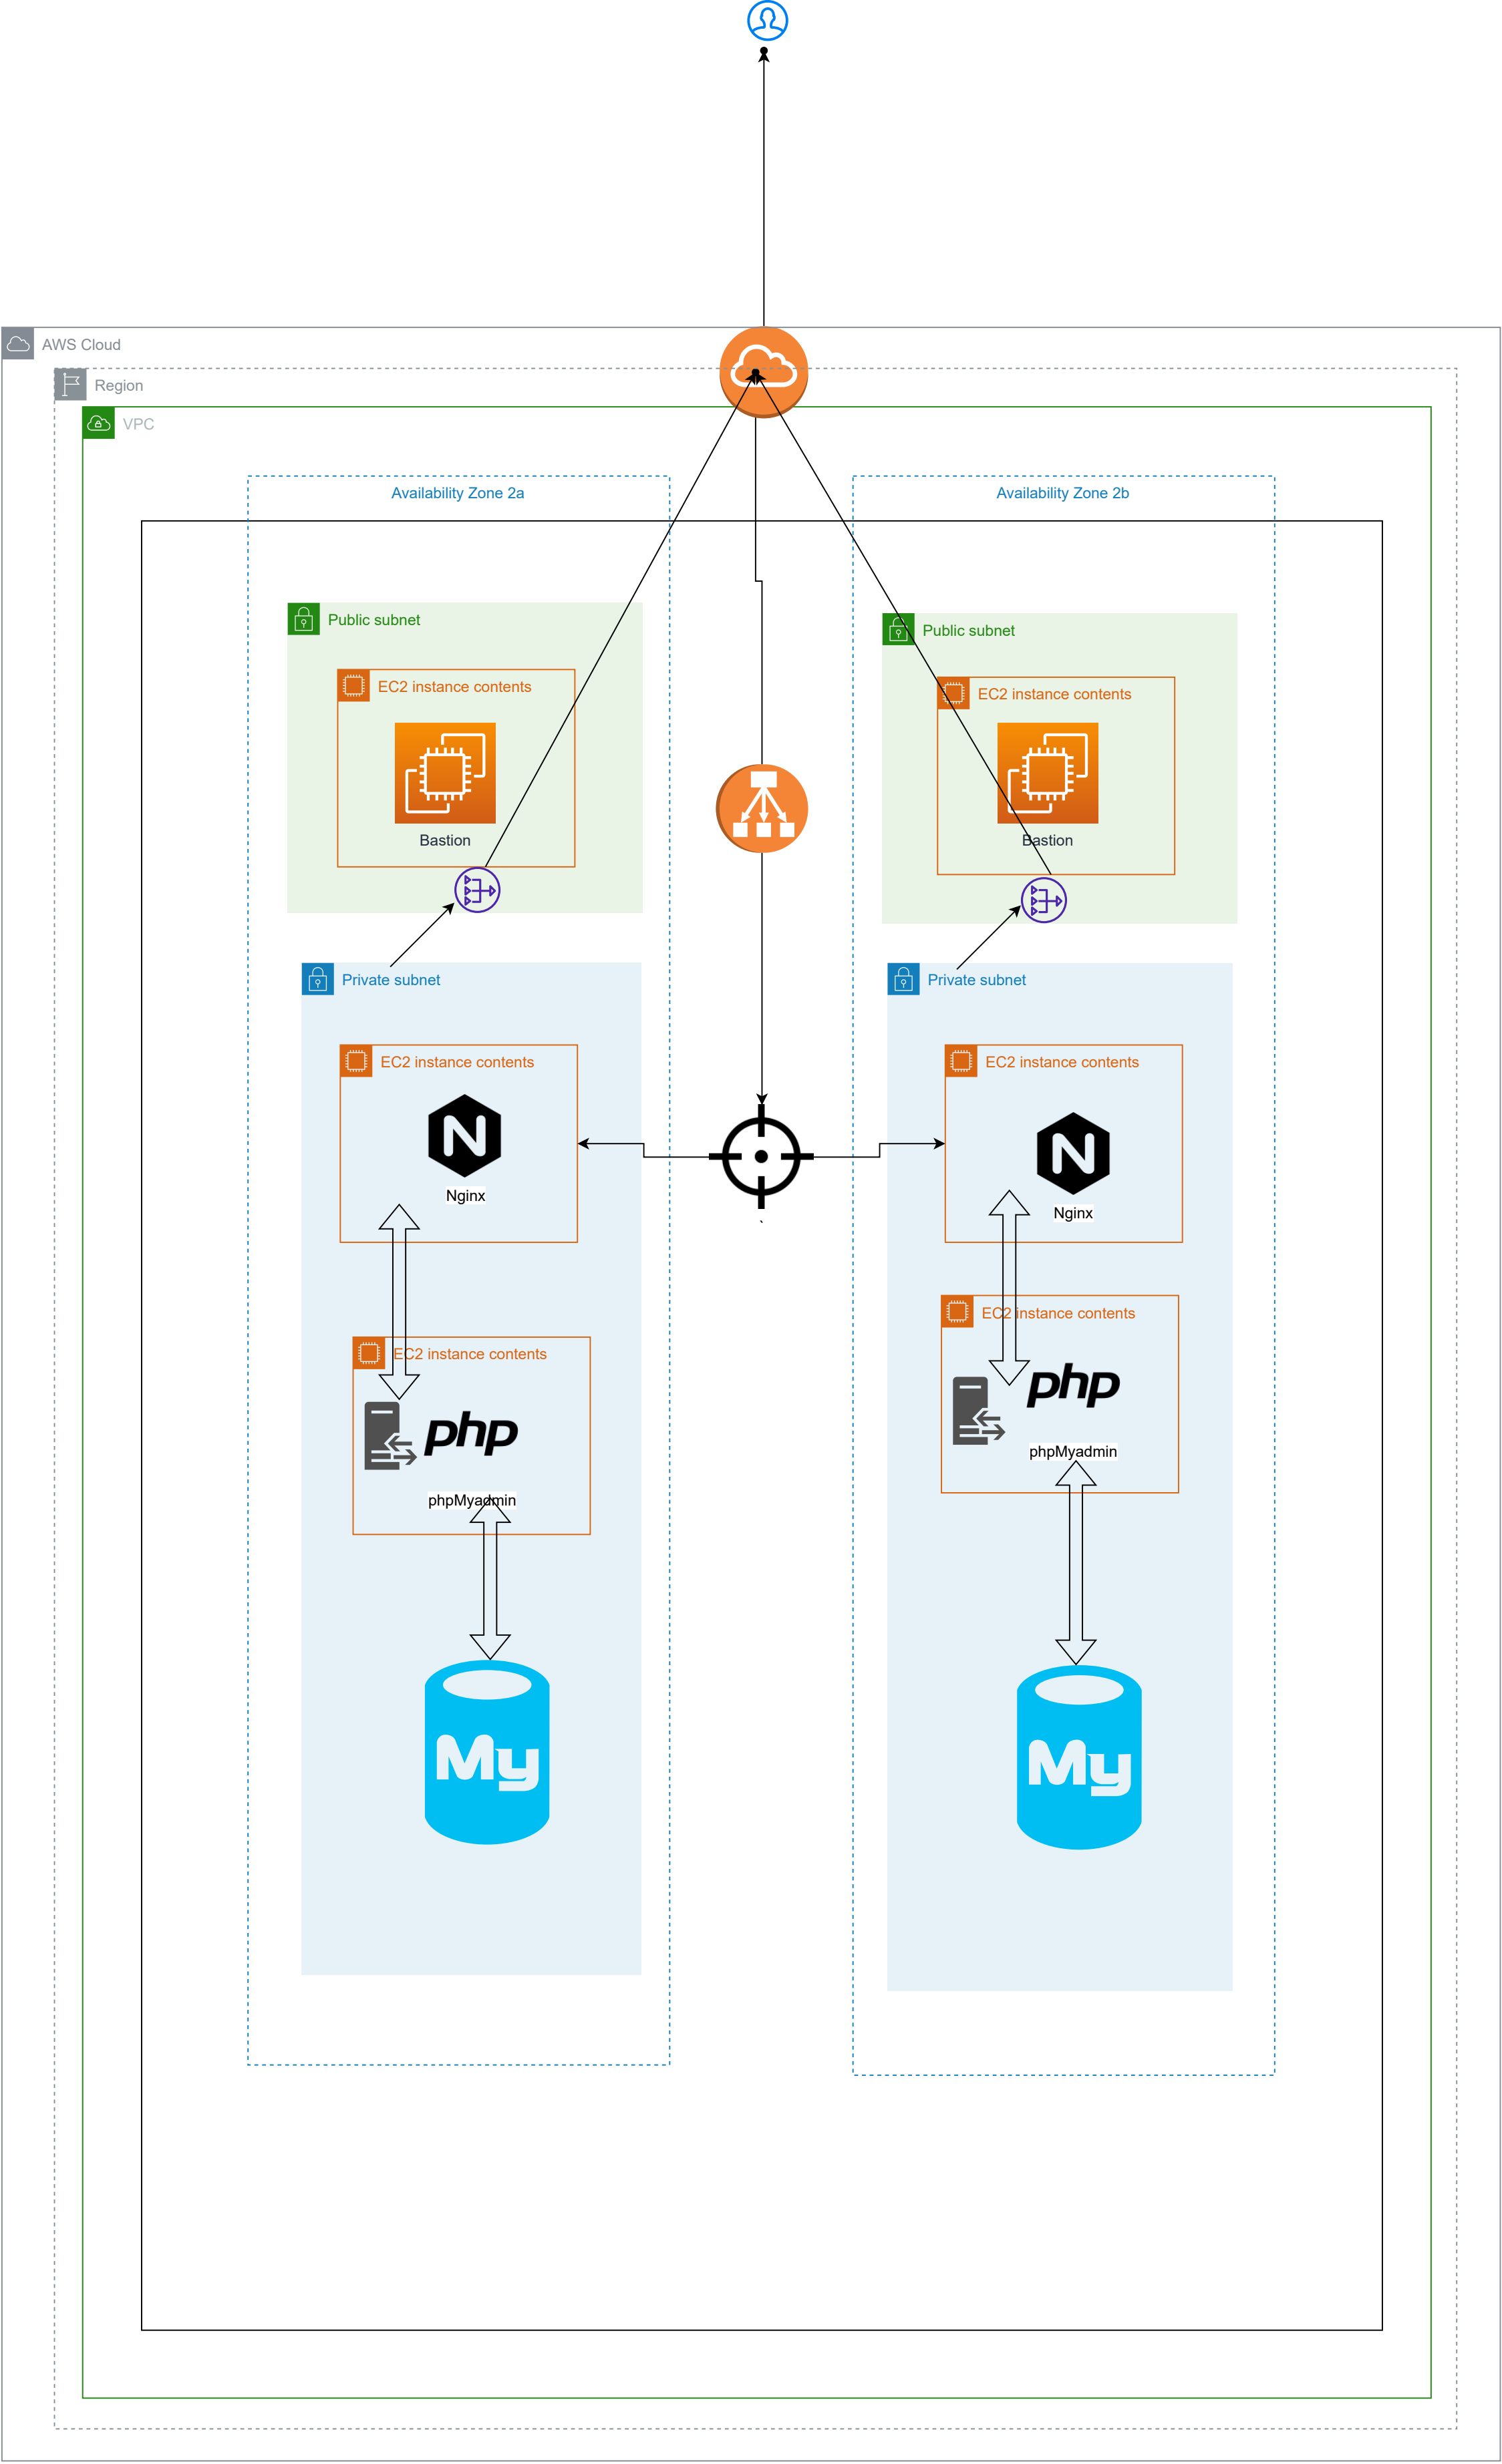 AWS Cloud
Region
VPC
Availability Zone 2a
Availability Zone 2b
Public subnet
Public subnet
EC2 instance contents
EC2 instance contents
Bastion
Bastion
Private subnet
Private subnet
EC2 instance contents
EC2 instance contents
N
N
Nginx
Nginx
`
EC2 instance contents
EC2 instance contents
php
php
phpMyadmin
phpMyadmin
My
My